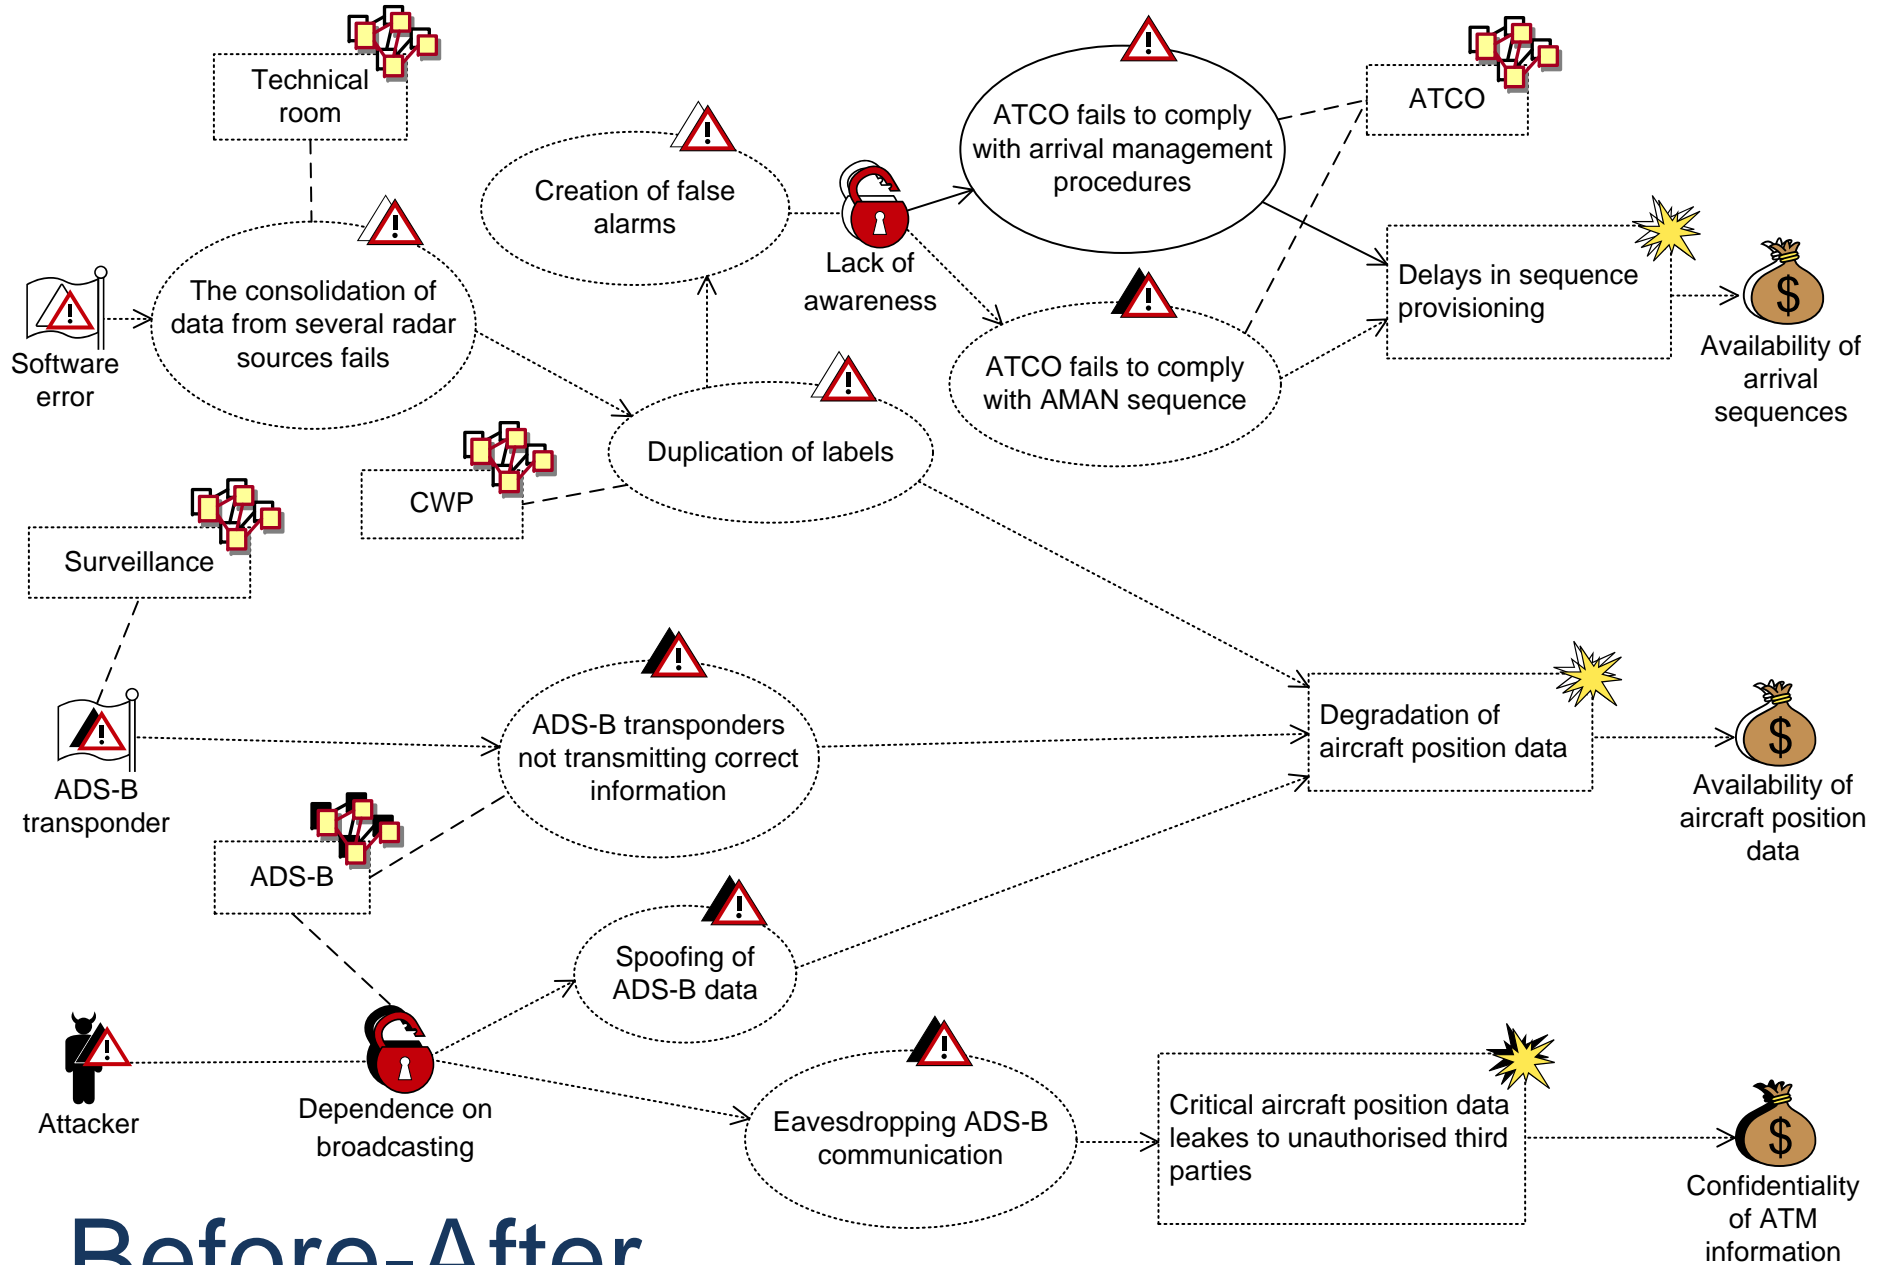 Technical
room
ATCO
ATCO fails to comply
with arrival management
procedures
Creation of false
alarms
Lack of
awareness
Delays in sequence
provisioning
The consolidation of
data from several radar
sources fails
Software
error
Availability of
arrival
sequences
ATCO fails to comply
with AMAN sequence
Duplication of labels
CWP
Surveillance
ADS-B transponders
not transmitting correct
information
Degradation of
aircraft position data
ADS-B
transponder
Availability of
aircraft position
data
ADS-B
Spoofing of
ADS-B data
Attacker
Dependence on
broadcasting
Eavesdropping ADS-B
communication
Critical aircraft position data
leakes to unauthorised third
parties
Confidentiality
of ATM
information
Before-After